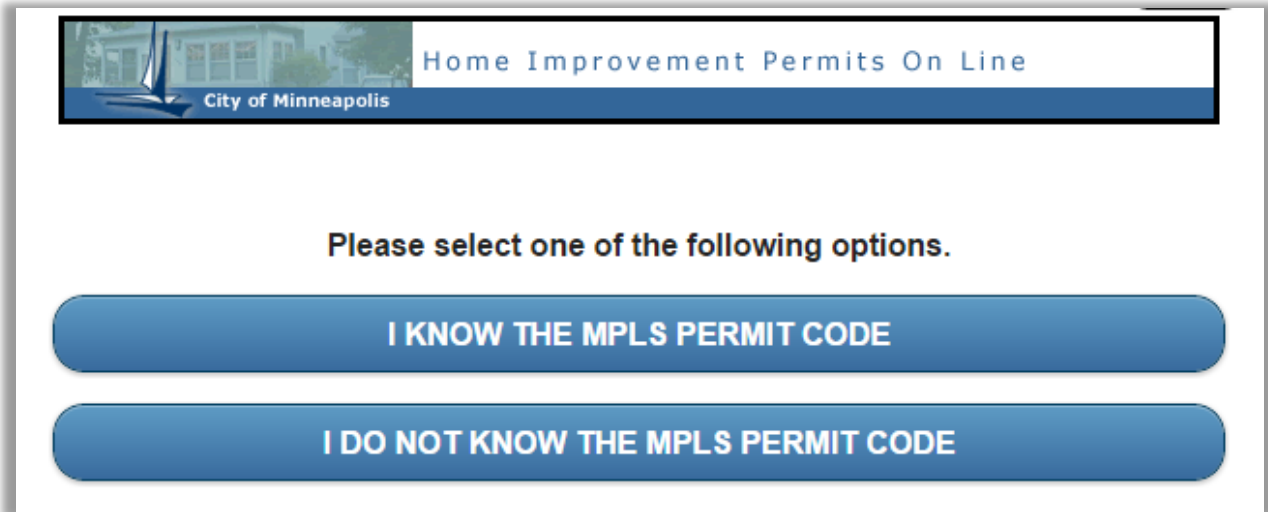 Home Improvement Permits On Line
City of Minneapolis
Please select one of the following options.
I KNOW THE MPLS PERMIT CODE
I DO NOT KNOW THE MPLS PERMIT CODE